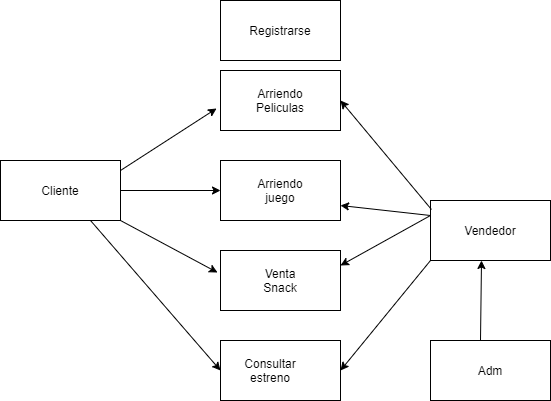 Registrarse
Arriendo
Peliculas
Cliente
Arriendo
juego
Vendedor
Venta
Snack
Consultar
estreno
Adm